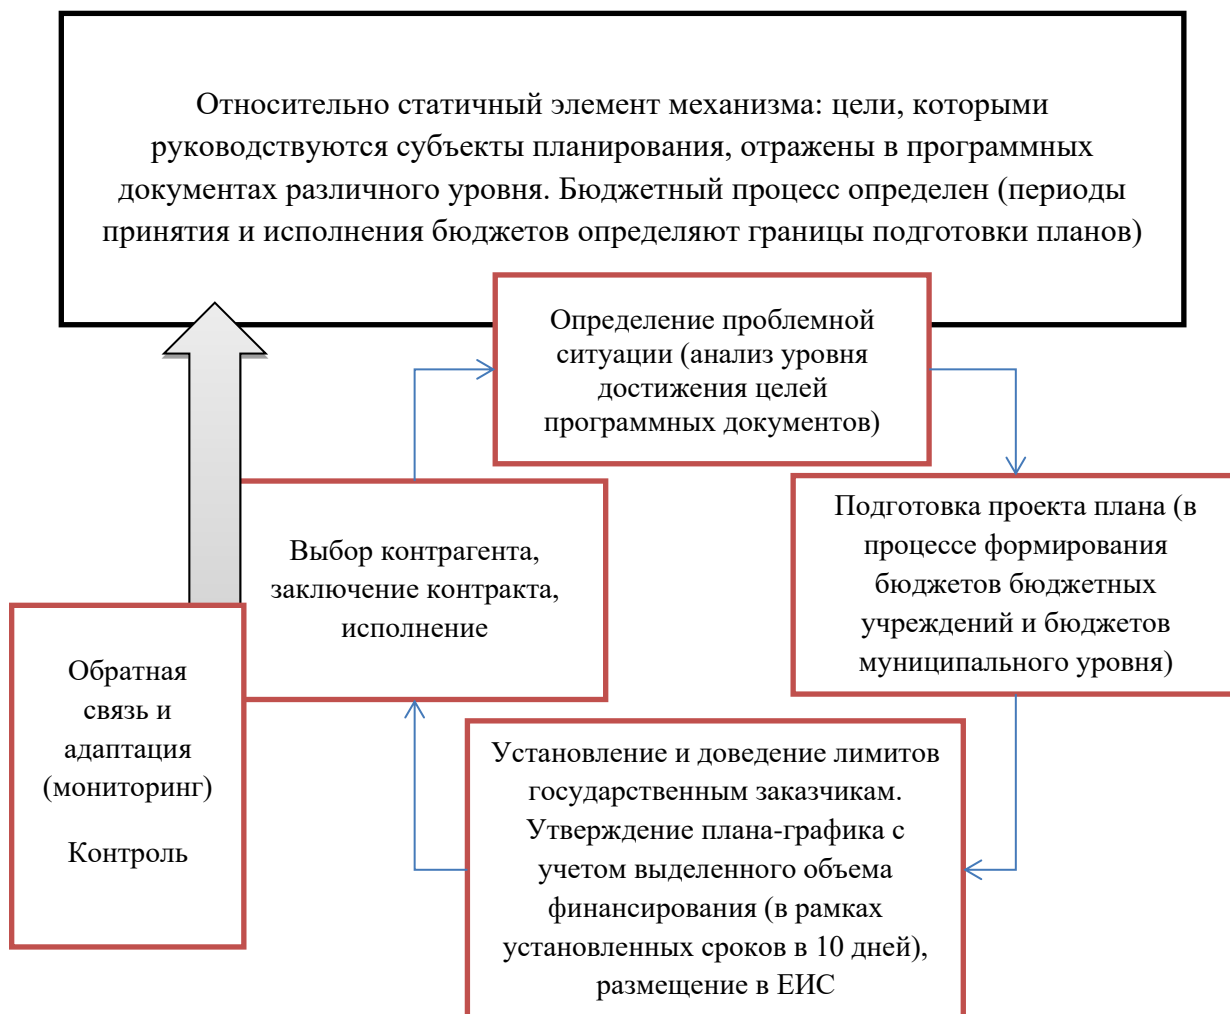 Относительно статичный элемент механизма: цели, которыми
руководствуются субъекты планирования, отражены в программных
документах различного уровня. Бюджетный процесс определен (периоды
принятия и исполнения бюджетов определяют границы подготовки планов)
Определение проблемной
ситуации (анализ уровня
достижения целей
программных документов)
Подготовка проекта плана (в
процессе формирования
бюджетов бюджетных
учреждений и бюджетов
муниципального уровня)
Установление и доведение лимитов
государственным заказчикам.
Утверждение плана-графика с
учетом выделенного объема
финансирования (в рамках
установленных сроков в 10 дней),
размещение в ЕИС
Выбор контрагента,
заключение контракта,
исполнение
Обратная
связь и
адаптация
(мониторинг)
Контроль